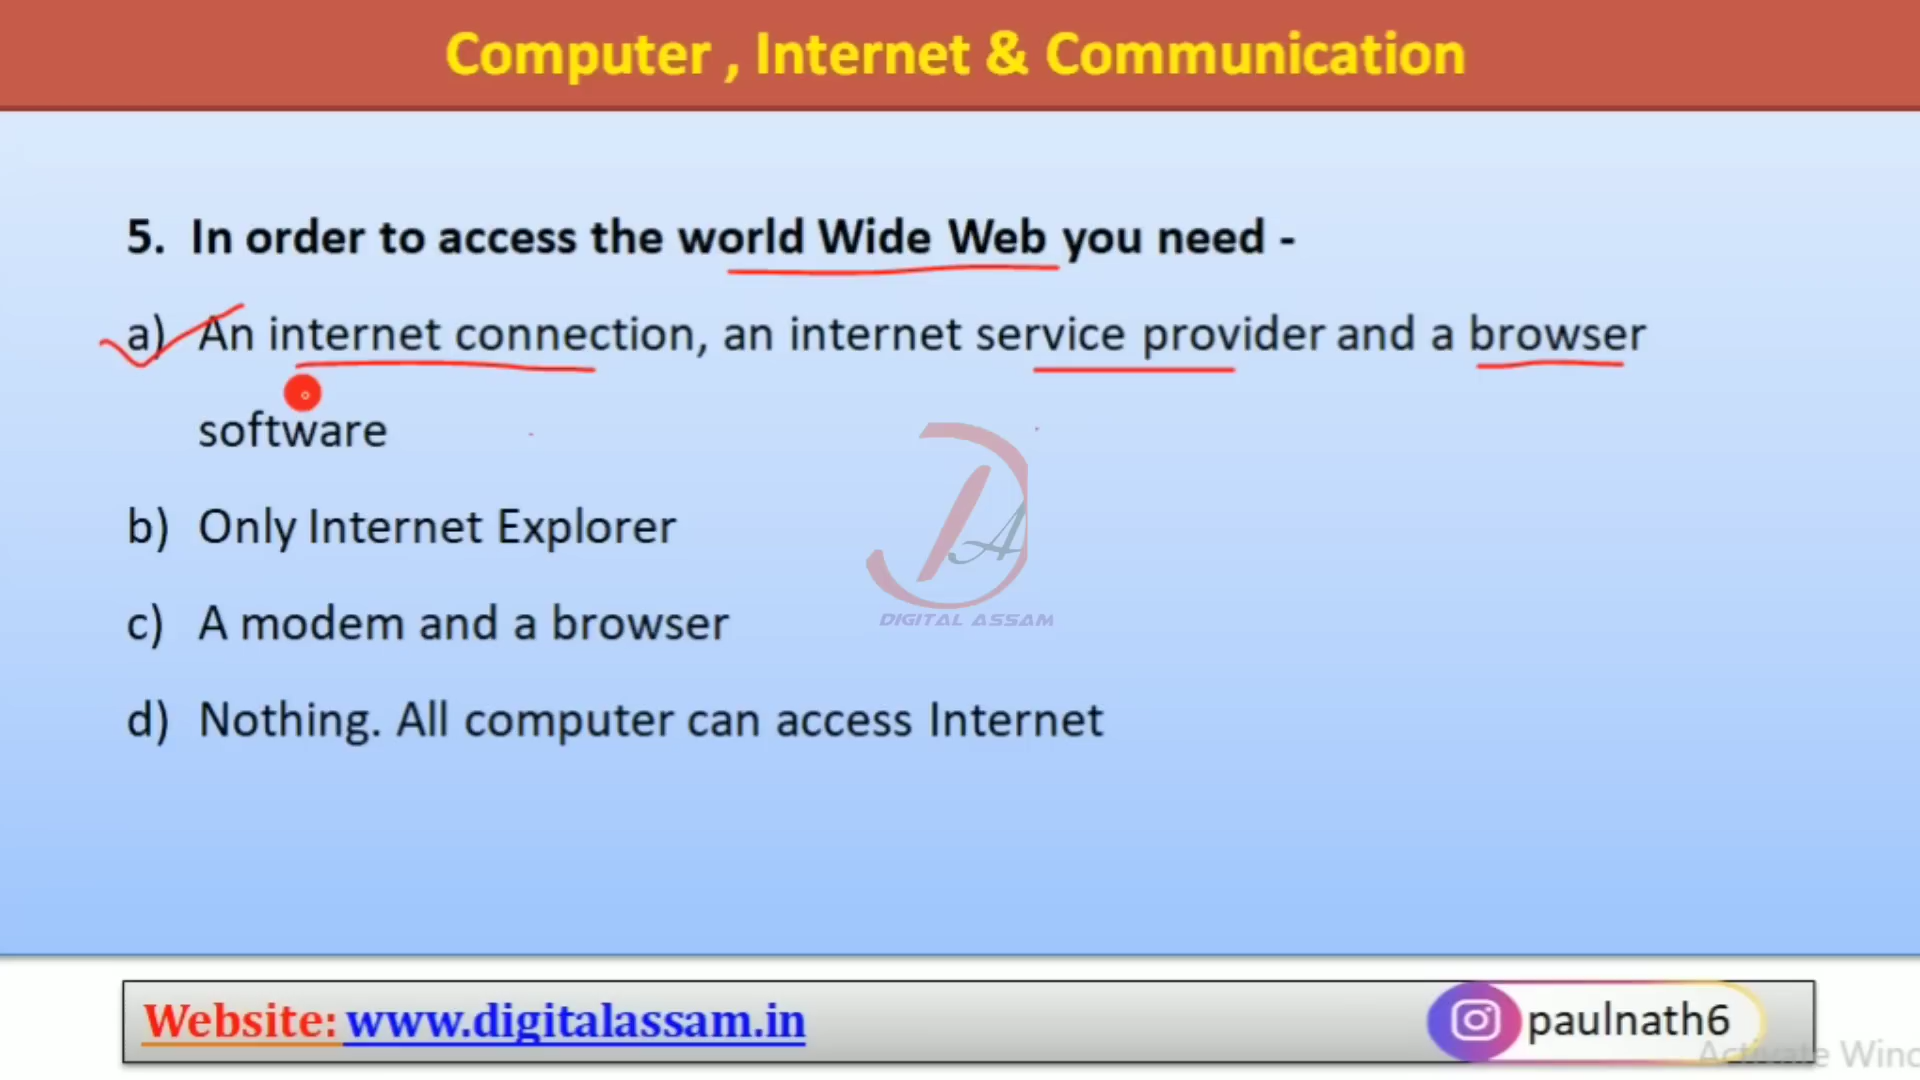 Computer , Internet & Communication
5. In order to access the world Wide Web you need -
a) An internet connection, an internet service provider and a browser
software
b) Only Internet Explorer
c) A modem and a browser
d) Nothing. All computer can access Internet
DIGITAL ASSAM
Website: www.digitalassam.in
paulnath6
Activate Wind